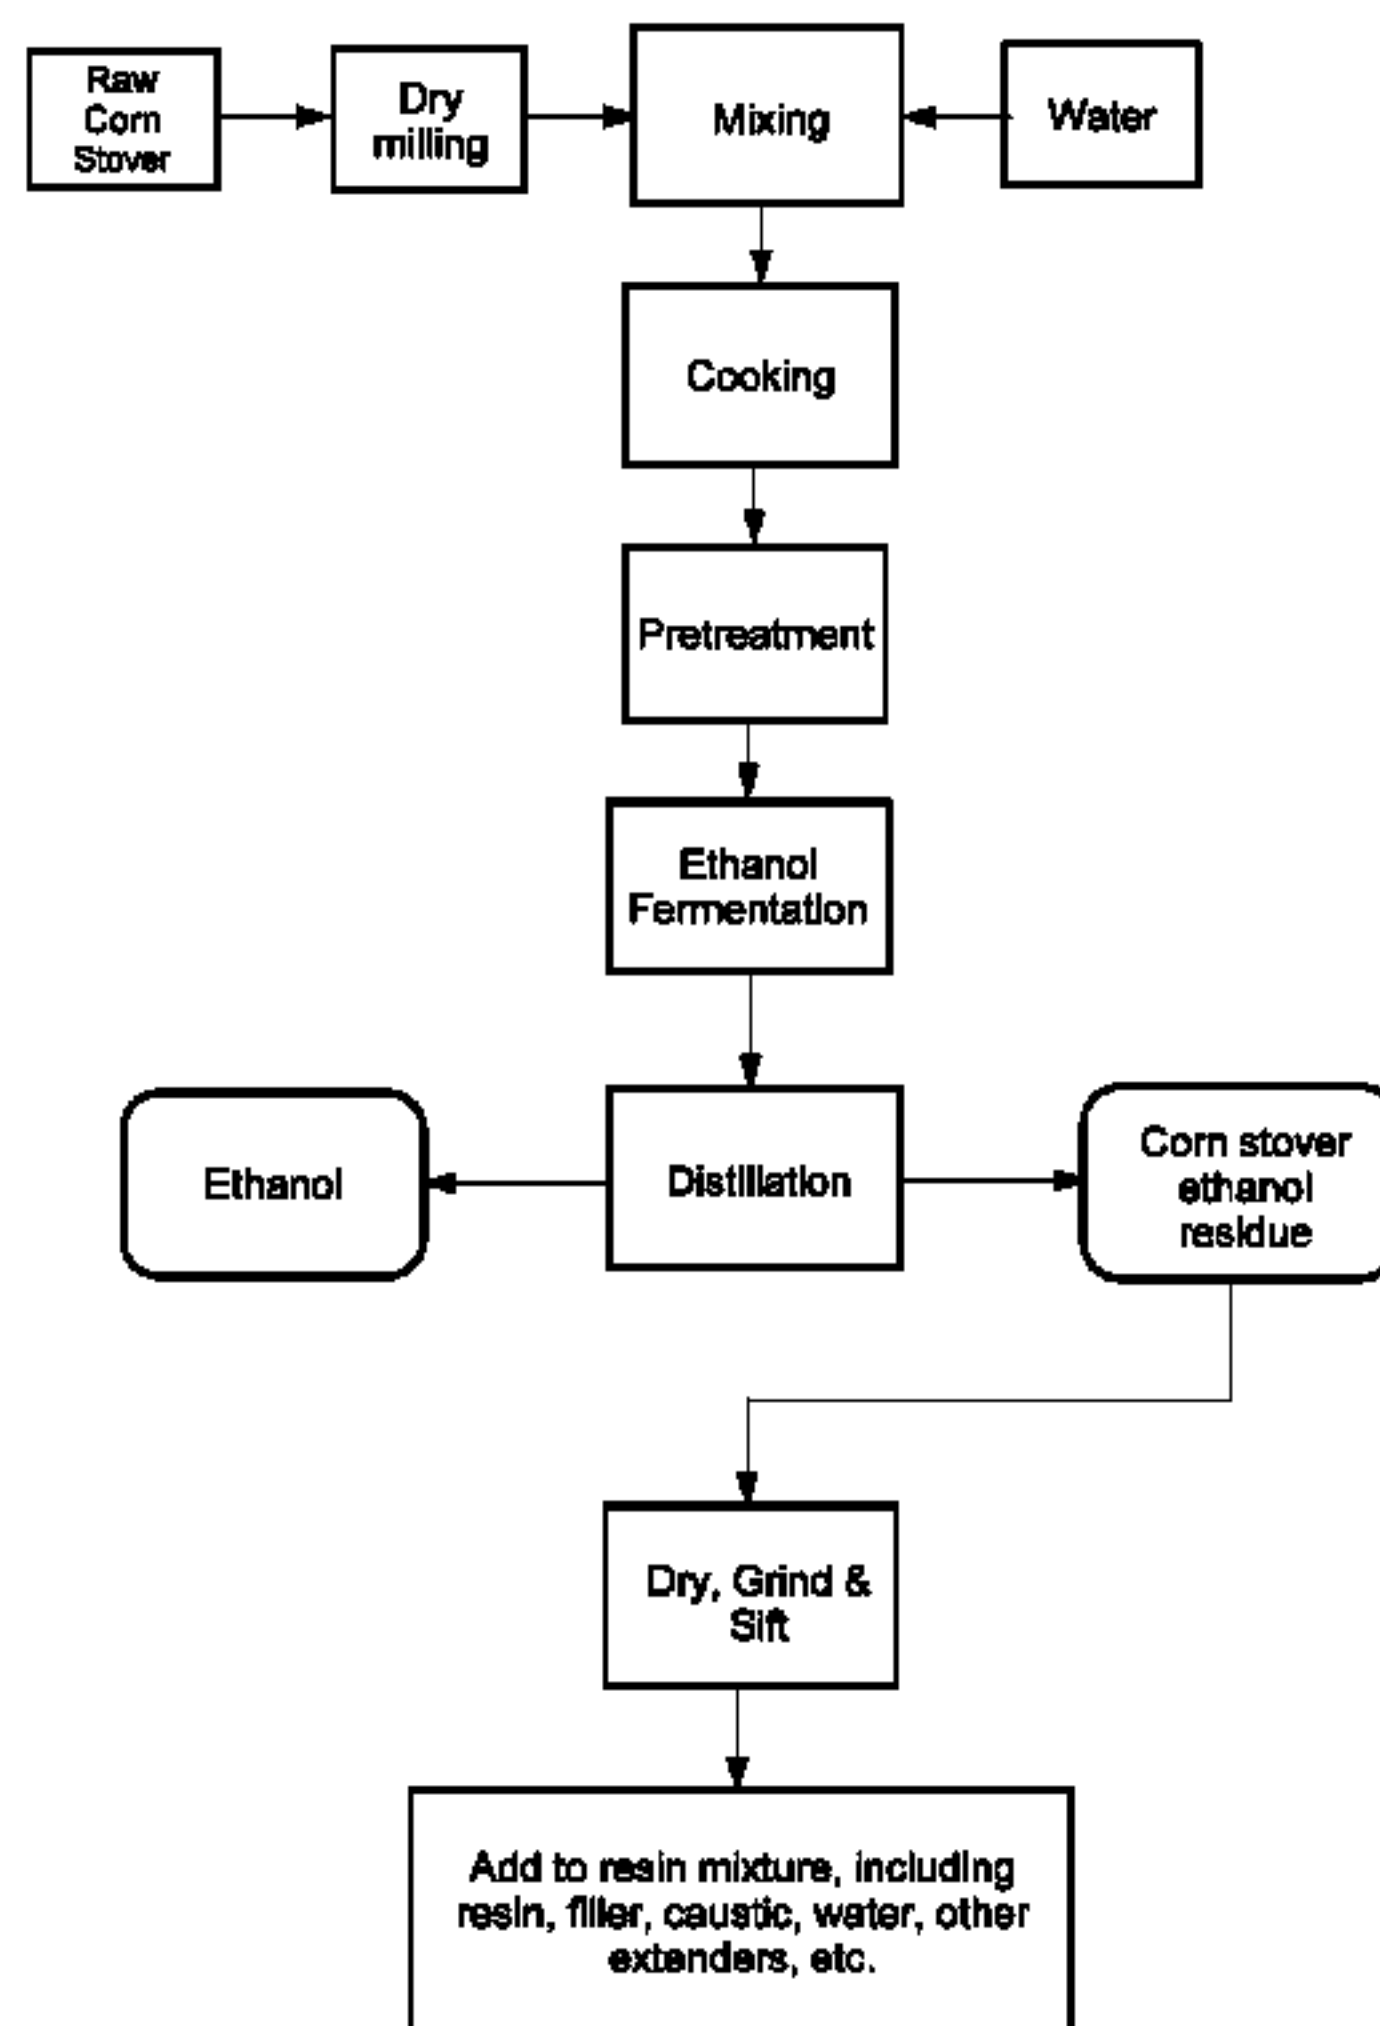 Raw
Corn
Stover
Dry
milling
Mixing
Water
Cooking
Pretreatment
Ethanol
Fermentation
Ethanol
Distillation
Corn stover
ethanol
residue
Dry, Grind &
Sift
Add to resin mixture, including
resin, filler, caustic, water, other
extenders, etc.